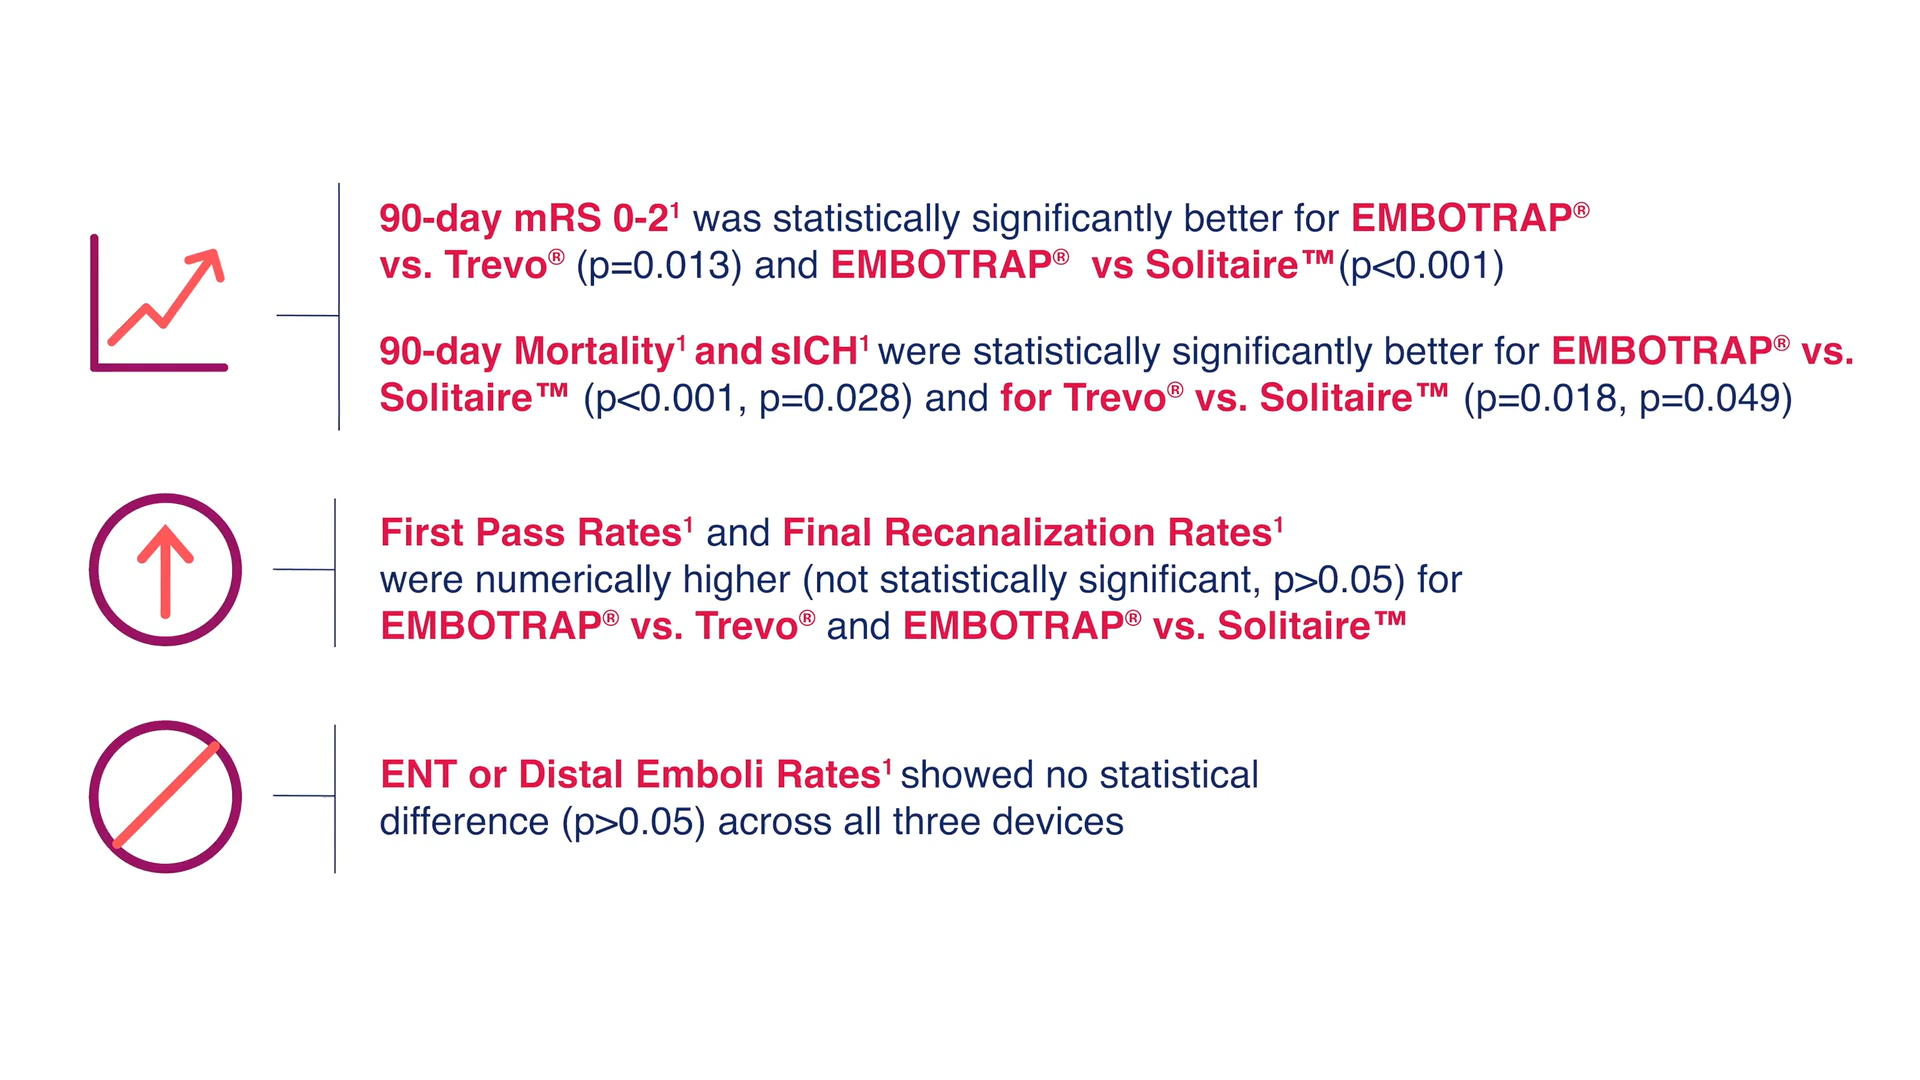 90-day mRS 0-2¹ was statistically significantly better for EMBOTRAP®
vs. Trevo® (p=0.013) and EMBOTRAP® vs Solitaire™(p<0.001)
90-day Mortality¹ and sICH¹ were statistically significantly better for EMBOTRAP® vs.
Solitaire™ (p<0.001, p=0.028) and for Trevo® vs. Solitaire™ (p=0.018, p=0.049)
First Pass Rates¹ and Final Recanalization Rates¹
were numerically higher (not statistically significant, p>0.05) for
EMBOTRAP® vs. Trevo® and EMBOTRAP® vs. Solitaire™
ENT or Distal Emboli Rates¹ showed no statistical
difference (p>0.05) across all three devices